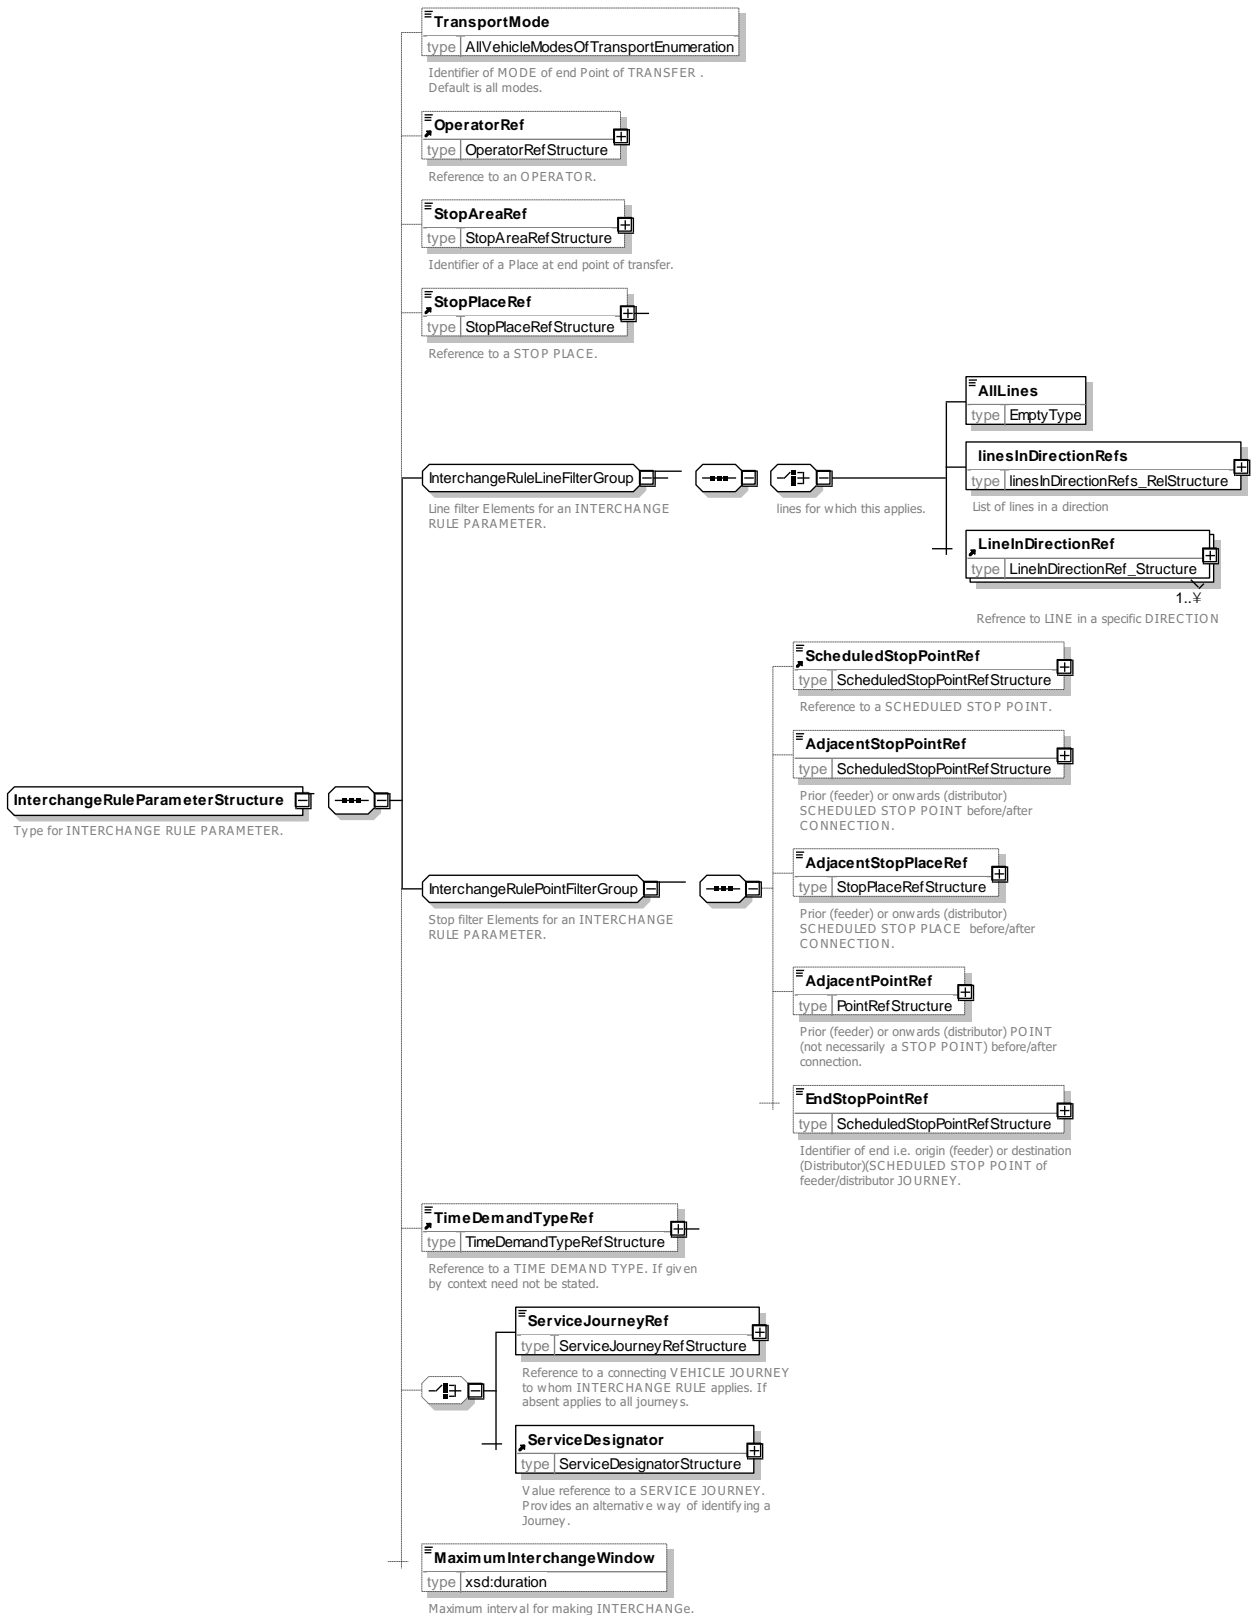 TransportMode
type AllVehicleModesOfTransportEnumeration
Identifier of MODE of end Point of TRANSFER .
Default is all modes.
OperatorRef
type OperatorRefStructure
Reference to an OPERATOR.
StopAreaRef
type StopAreaRefStructure
Identifier of a Place at end point of transfer.
StopPlaceRef
type StopPlaceRefStructure
Reference to a STOP PLACE.
InterchangeRuleLineFilterGroup
Line filter Elements for an INTERCHANGE
RULE PARAMETER.
lines for which this applies.
AllLines
type EmptyType
linesInDirectionRefs
type linesInDirectionRefs_RelStructure
List of lines in a direction
LineInDirectionRef
type LineInDirectionRef_Structure
1..¥
Refrence to LINE in a specific DIRECTION
InterchangeRuleParameterStructure
Type for INTERCHANGE RULE PARAMETER.
InterchangeRulePointFilterGroup
Stop filter Elements for an INTERCHANGE
RULE PARAMETER.
ScheduledStopPointRef
type ScheduledStopPointRefStructure
Reference to a SCHEDULED STOP POINT.
AdjacentStopPointRef
type ScheduledStopPointRefStructure
Prior (feeder) or onwards (distributor)
SCHEDULED STOP POINT before/after
CONNECTION.
AdjacentStopPlaceRef
type StopPlaceRefStructure
Prior (feeder) or onwards (distributor)
SCHEDULED STOP PLACE before/after
CONNECTION.
AdjacentPointRef
type PointRefStructure
Prior (feeder) or onwards (distributor) POINT
(not necessarily a STOP POINT) before/after
connection.
EndStopPointRef
type ScheduledStopPointRefStructure
Identifier of end i.e. origin (feeder) or destination
(Distributor)(SCHEDULED STOP POINT of
feeder/distributor JOURNEY.
TimeDemandTypeRef
type TimeDemandTypeRefStructure
Reference to a TIME DEMAND TYPE. If given
by context need not be stated.
ServiceJourneyRef
type ServiceJourneyRefStructure
Reference to a connecting VEHICLE JOURNEY
to whom INTERCHANGE RULE applies. If
absent applies to all journeys.
ServiceDesignator
type ServiceDesignatorStructure
Value reference to a SERVICE JOURNEY.
Provides an alternative way of identifying a
Journey.
MaximumInterchangeWindow
type xsd:duration
Maximum interval for making INTERCHANGe.